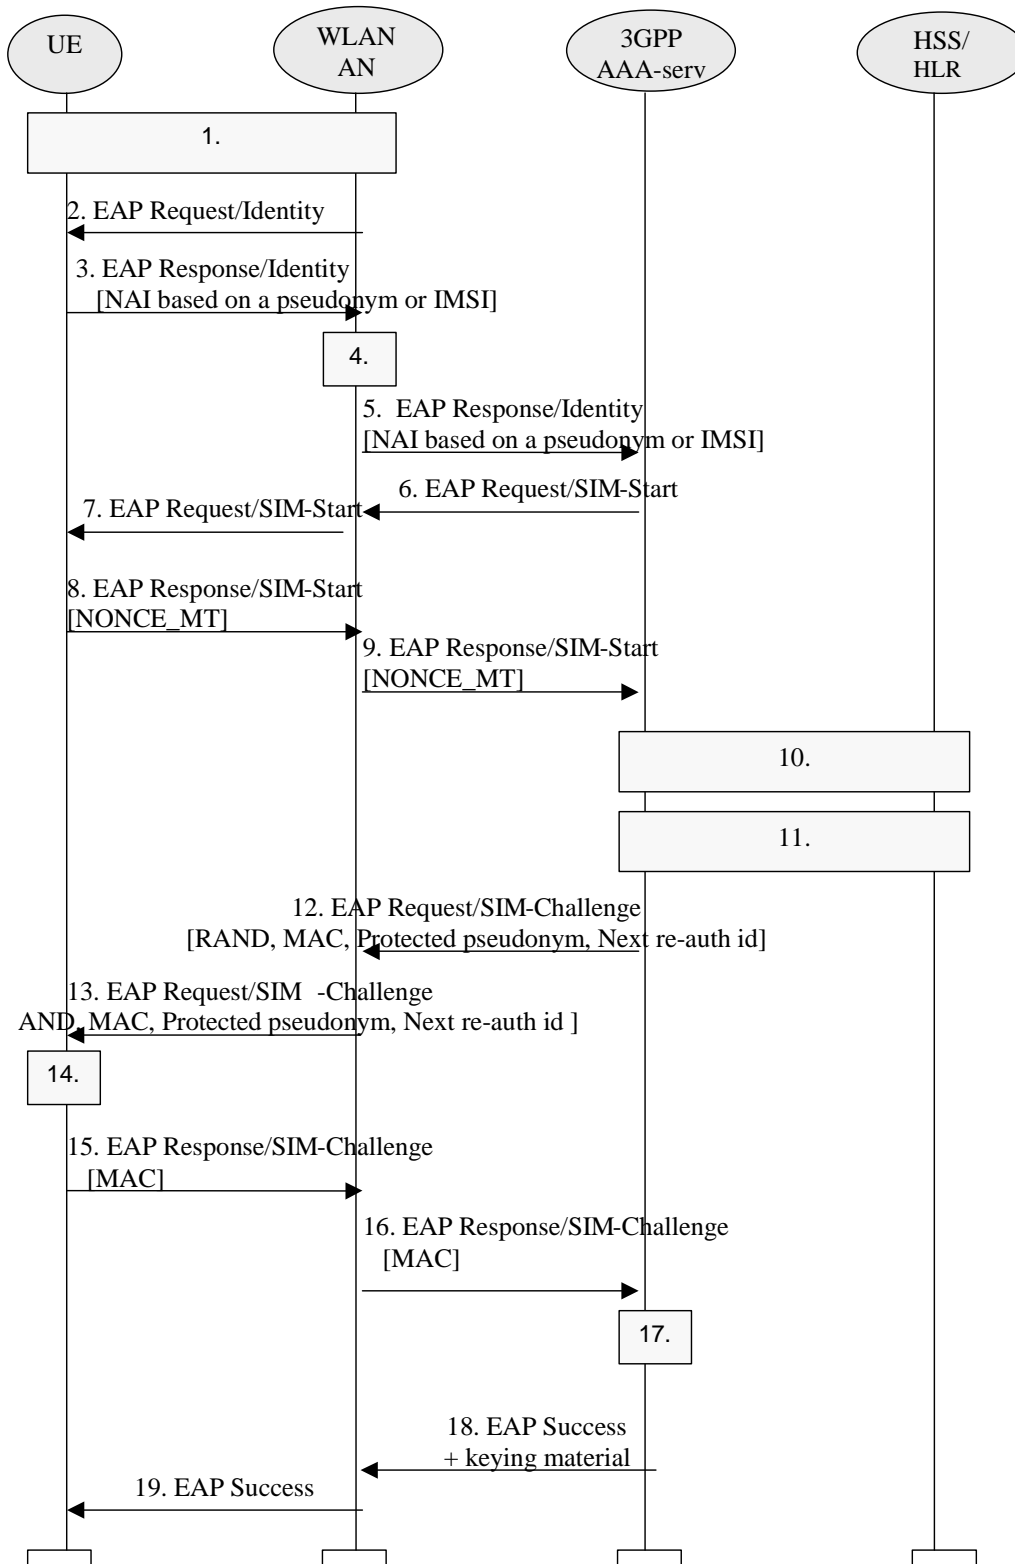 UE
WLAN
AN
3GPP
AAA-serv
HSS/
HLR
1.
2. EAP Request/Identity
3. EAP Response/Identity
[NAI based on a pseudonym or IMSI]
4.
5. EAP Response/Identity
[NAI based on a pseudonym or IMSI]
6. EAP Request/SIM-Start
7. EAP Request/SIM-Start
8. EAP Response/SIM-Start
[NONCE_MT]
9. EAP Response/SIM-Start
[NONCE_MT]
10.
11.
12. EAP Request/SIM-Challenge
[RAND, MAC, Protected pseudonym, Next re-auth id]
13. EAP Request/SIM -Challenge
AND, MAC, Protected pseudonym, Next re-auth id ]
14.
15. EAP Response/SIM-Challenge
[MAC]
16. EAP Response/SIM-Challenge
[MAC]
17.
18. EAP Success
+ keying material
19. EAP Success